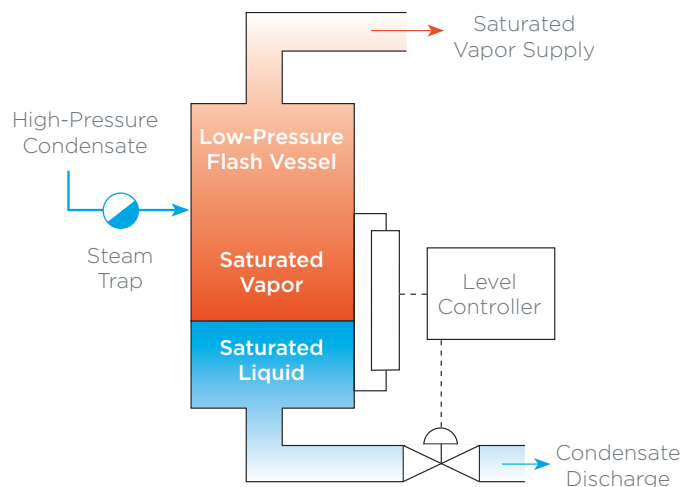 Saturated
Vapor Supply
High-Pressure
Condensate
Low-Pressure
Flash Vessel
Steam
Trap
Saturated
Vapor
Level
Controller
Saturated
Liquid
Condensate
Discharge